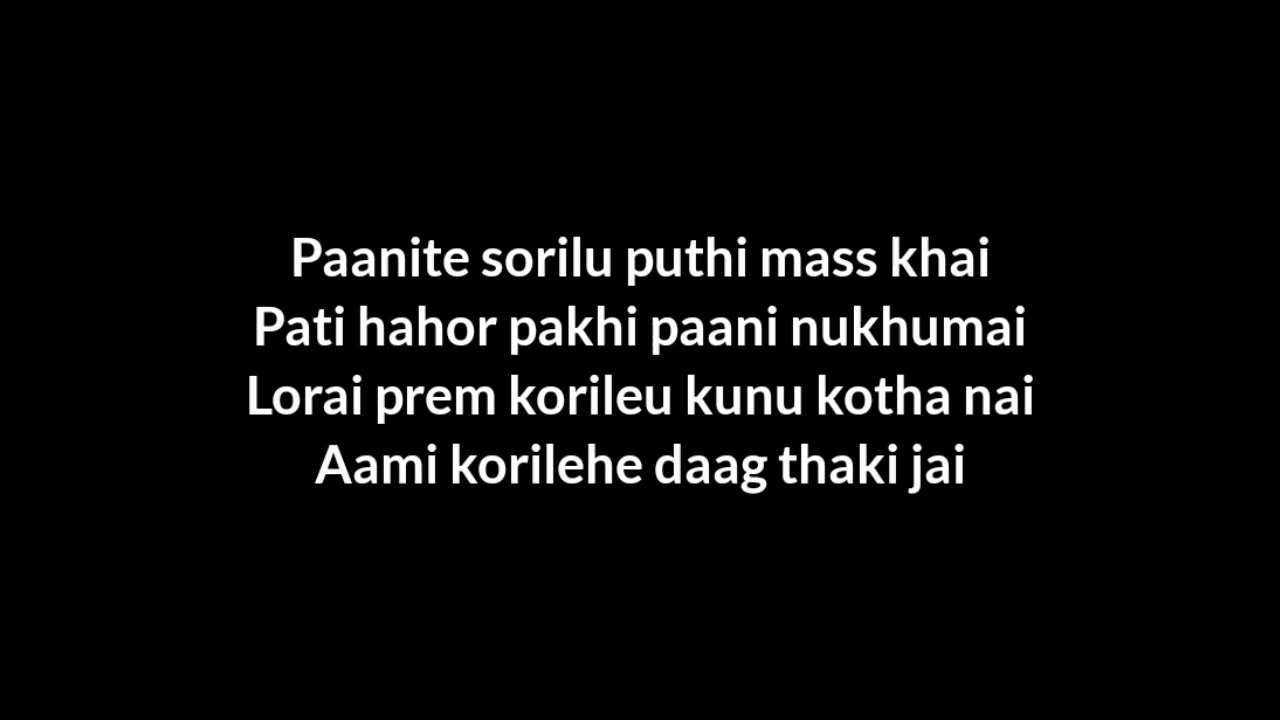 Paanite sorilu puthi mass khai
Pati hahor pakhi paani nukhumai
Lorai prem korileu kunu kotha nai
Aami korilehe daag thaki jai